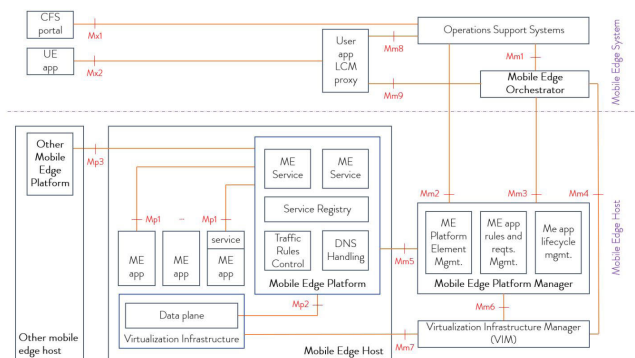 CFS
portal
Mx1
UE
app
Mx2
User
app
LCM
proxy
Mm8
Mm9
Operations Support Systems
Mm1
Mobile Edge
Orchestrator
Mobile Edge System
Mobile Edge Host
Other
Mobile
Edge
Platform
Mp3
Other mobile
edge host
Mp1
–
Mp1
ME
app
ME
app
service
ME
app
ME
Service
ME
Service
Service Registry
Traffic
Rules
Control
DNS
Handling
Mobile Edge Platform
Mp2
Data plane
Virtualization Infrastructure
Mobile Edge Host
Mm5
Mm7
Mm2
Mm3
Mm4
ME
Platform
Element
Mgmt.
ME app
rules and
reqts.
Mgmt.
Me app
lifecycle
mgmt.
Mobile Edge Platform Manager
Mm6
Virtualization Infrastructure Manager
(VIM)